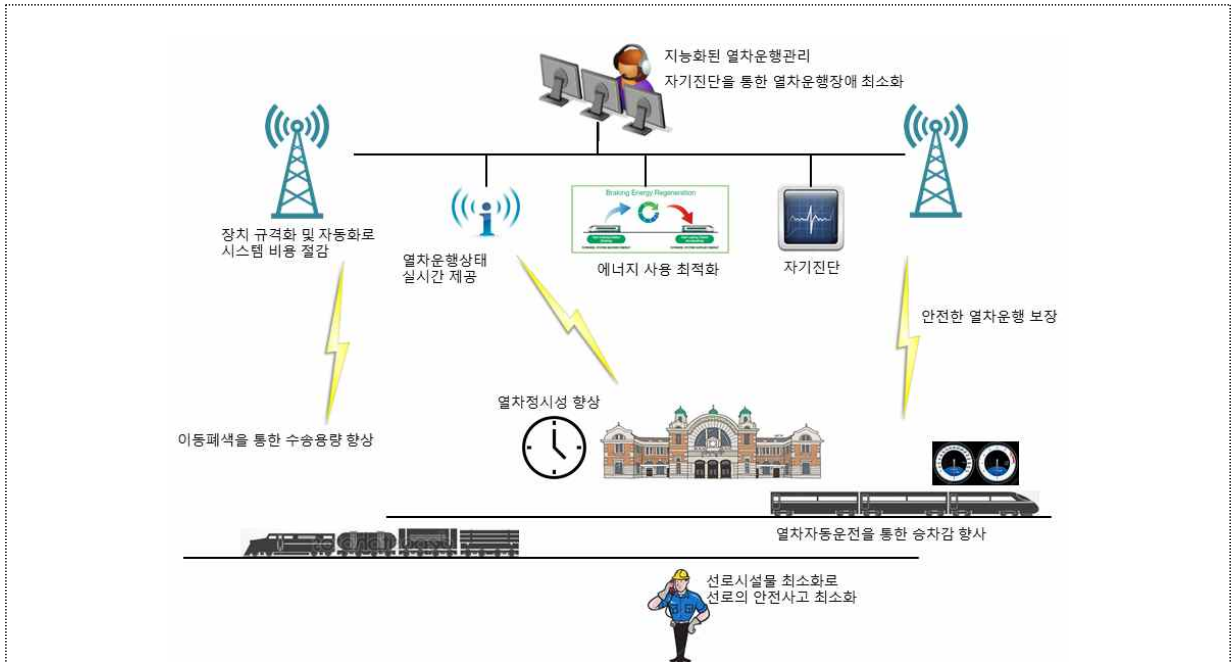 지능화된 열차운행관리
자기진단을 통한 열차운행장애 최소화
장치 규격화 및 자동화로
시스템 비용 절감
열차운행상태
실시간 제공
Braking Energy Regeneration
에너지 사용 최적화
자기진단
안전한 열차운행 보장
열차정시성 향상
이동폐색을 통한 수송용량 향상
열차자동운전을 통한 승차감 향사
선로시설물 최소화로
선로의 안전사고 최소화